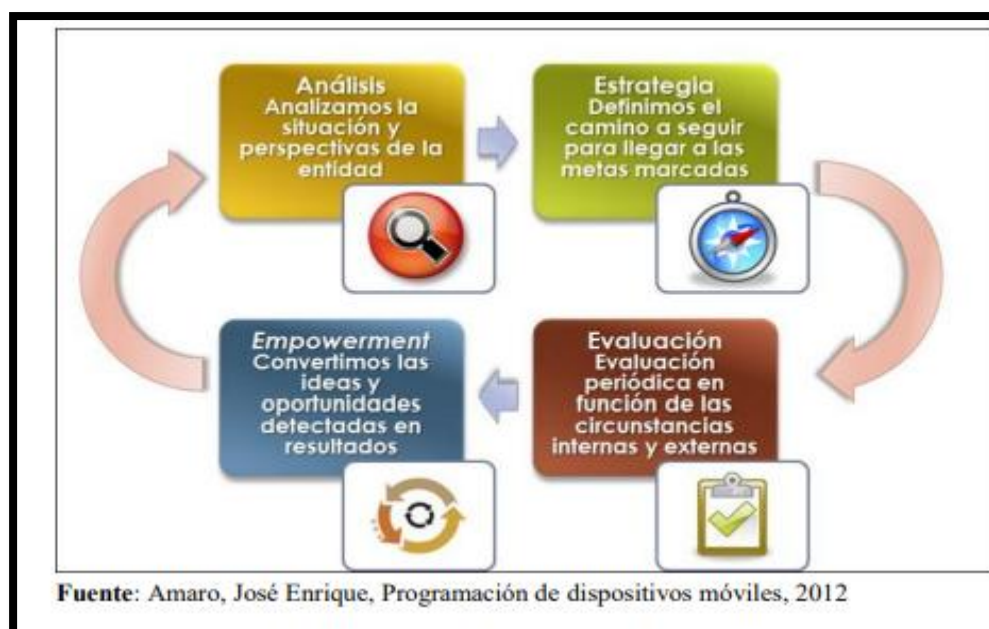 Análisis
Analizamos la
situación y
perspectivas de la
entidad
Estrategia
Definimos el
camino a seguir
para llegar a las
metas marcadas
Empowerment
Convertimos las
ideas y
oportunidades
detectadas en
resultados
Evaluación
Evaluación
periódica en
función de las
circunstancias
internas y externas
Fuente: Amaro, José Enrique, Programación de dispositivos móviles, 2012